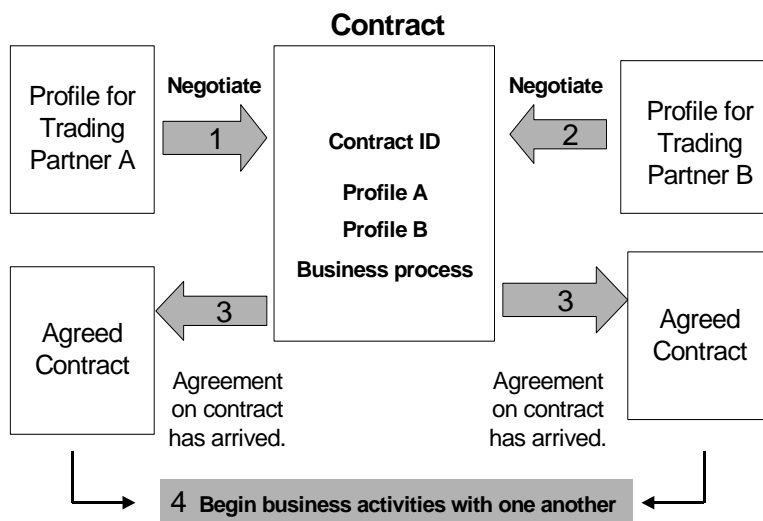 Contract
Profile for
Trading
Partner A
Negotiate
1
Contract ID
Profile A
Profile B
Business process
Negotiate
2
Profile for
Trading
Partner B
Agreed
Contract
3
Agreement
on contract
has arrived.
3
Agreement
on contract
has arrived.
Agreed
Contract
4 Begin business activities with one another